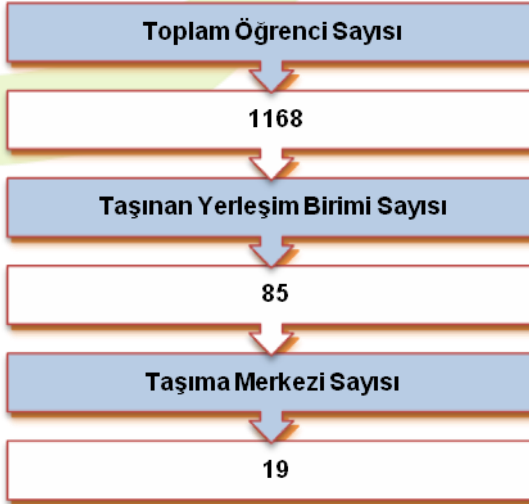 Toplam Öğrenci Sayısı
1168
Taşınan Yerleşim Birimi Sayısı
85
Taşıma Merkezi Sayısı
19